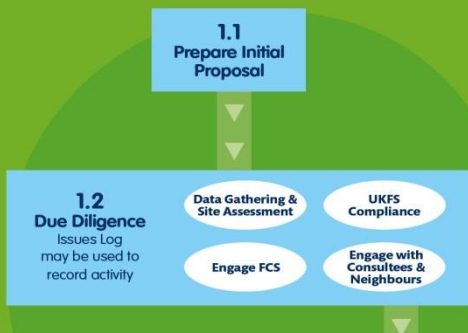 1.1
Prepare Initial
Proposal
1.2
Due Diligence
Issues Log
may be used to
record activity
Data Gathering &
Site Assessment
UKFS
Compliance
Engage FCS
Engage with
Consultees &
Neighbours